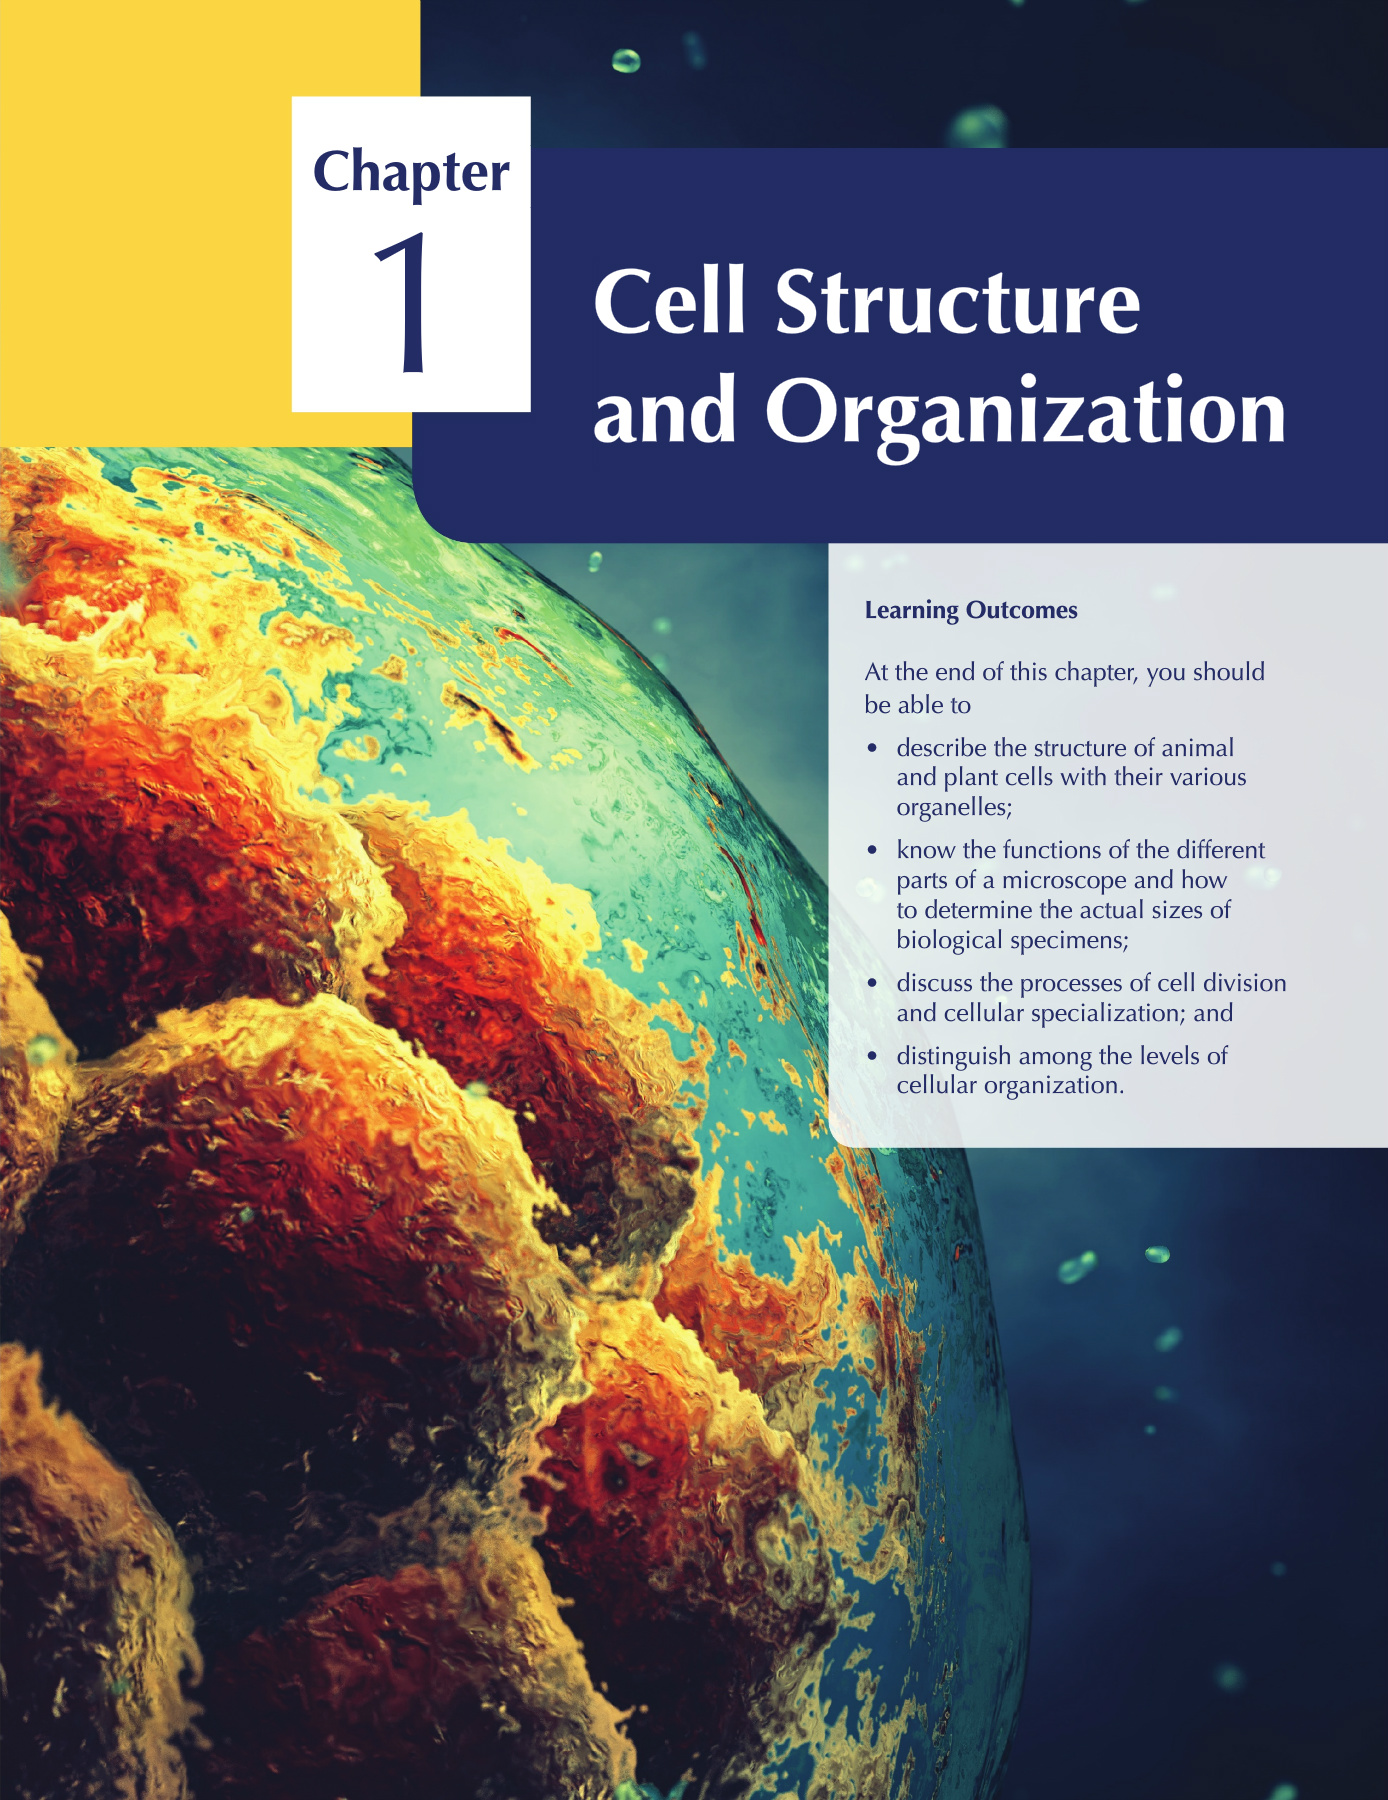 Chapter
1
Cell Structure
and Organization
Learning Outcomes
At the end of this chapter, you should
be able to
• describe the structure of animal
and plant cells with their various
organelles;
• know the functions of the different
parts of a microscope and how
to determine the actual sizes of
biological specimens;
• discuss the processes of cell division
and cellular specialization; and
• distinguish among the levels of
cellular organization.